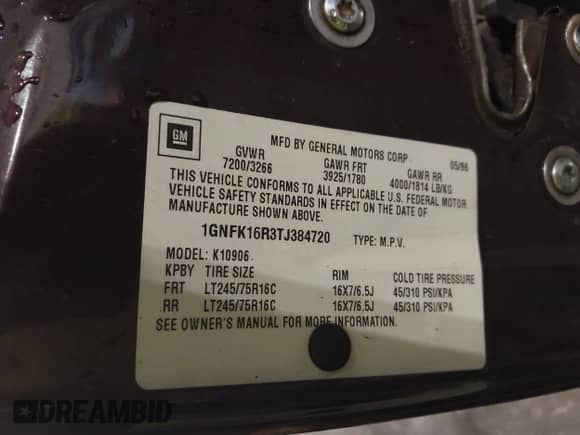 GM
MFD BY GENERAL MOTORS CORP 05/96
GVWR GAWR FRT GAWR RR
7200/3266 3925/1780 4000/1814 LB/KG
THIS VEHICLE CONFORMS TO ALL APPLICABLE U.S. FEDERAL MOTOR
VEHICLE SAFETY STANDARDS IN EFFECT ON THE DATE OF
MANUFACTURE SHOWN ABOVE.
1GNFK16R3TJ384720 TYPE: M.P.V.
MODEL: K10906
KPBY TIRE SIZE RIM COLD TIRE PRESSURE
FRT LT245/75R16C 16X7/6.5J 45/310 PSI/KPA
RR LT245/75R16C 16X7/6.5J 45/310 PSI/KPA
SEE OWNER'S MANUAL FOR MORE INFORMATION.
DREAMBID